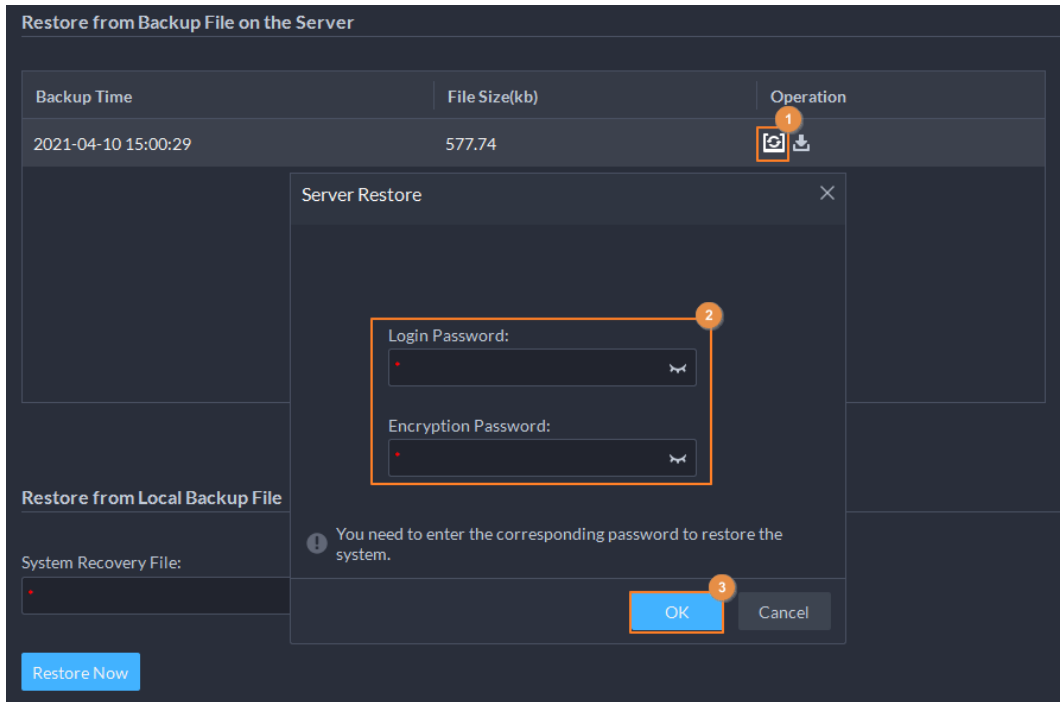 Restore from Backup File on the Server
Backup Time
File Size(kb)
Operation
1
2021-04-10 15:00:29
577.74
Server Restore
2
Login Password:
*
Encryption Password:
*
Restore from Local Backup File
You need to enter the corresponding password to restore the
system.
System Recovery File:
*
3
OK
Cancel
Restore Now